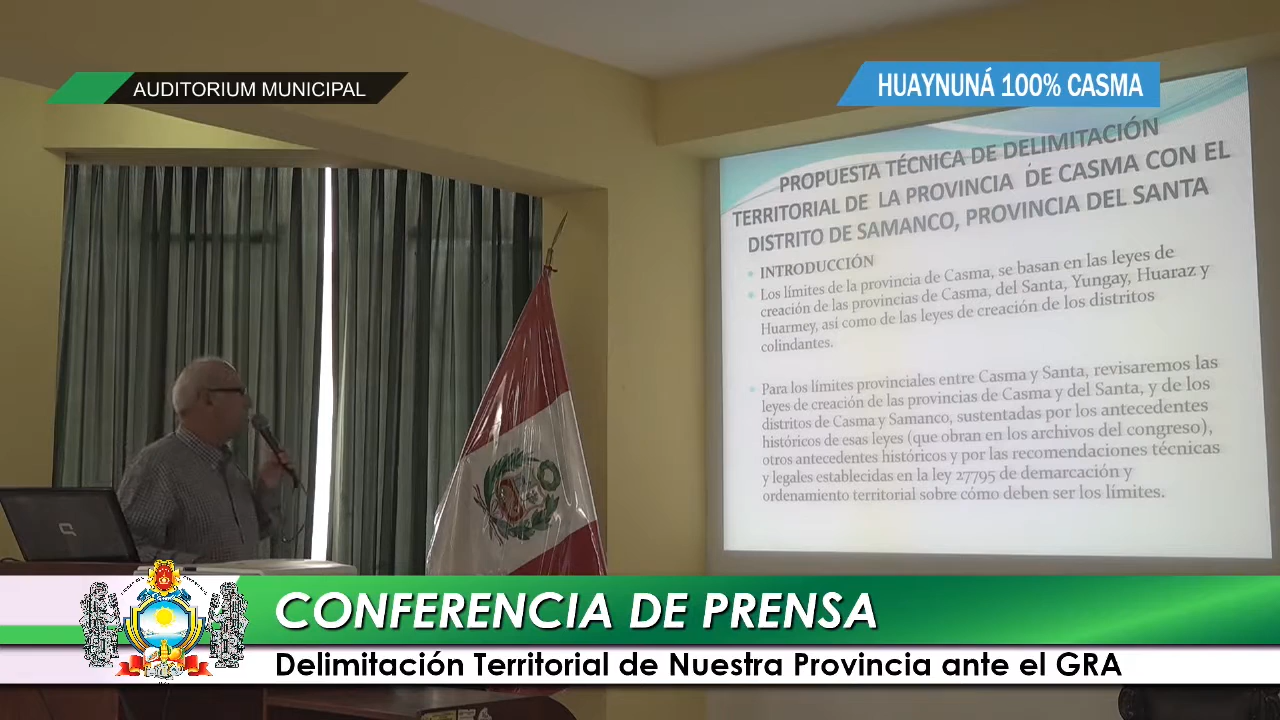 AUDITORIUM MUNICIPAL
HUAYNUNÁ 100% CASMA
PROPUESTA TÉCNICA DE DELIMITACIÓN
TERRITORIAL DE LA PROVINCIA DE CASMA CON EL
DISTRITO DE SAMANCO, PROVINCIA DEL SANTA
• INTRODUCCIÓN
• Los límites de la provincia de Casma, se basan en las leyes de
creación de las provincias de Casma, del Santa, Yungay, Huaraz y
Huarmey, así como de las leyes de creación de los distritos
colindantes.
• Para los límites provinciales entre Casma y Santa, revisaremos las
leyes de creación de las provincias de Casma y del Santa, y de los
distritos de Casma y Samanco, sustentadas por los antecedentes
históricos de esas leyes (que obran en los archivos del congreso),
otros antecedentes históricos y por las recomendaciones técnicas
y legales establecidas en la ley 27795 de demarcación y
ordenamiento territorial sobre cómo deben ser los límites.
CONFERENCIA DE PRENSA
Delimitación Territorial de Nuestra Provincia ante el GRA